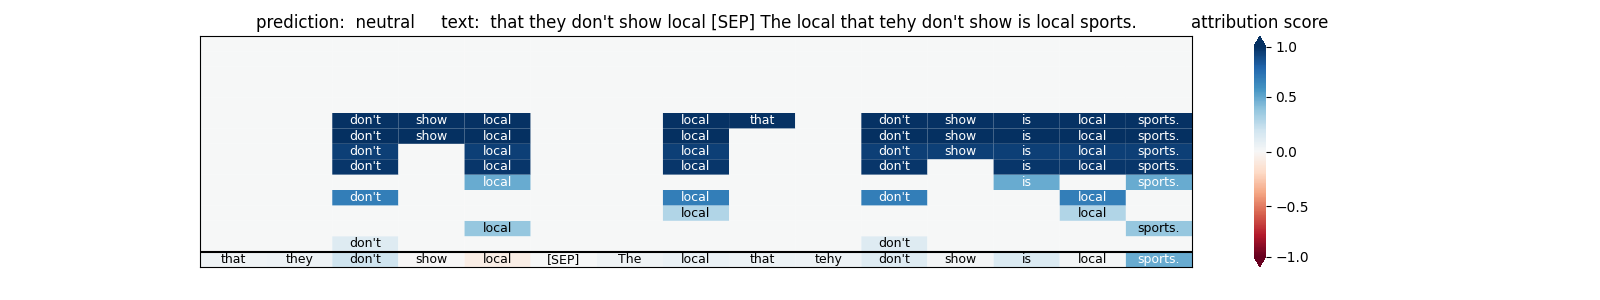 prediction:  neutral     text:  that they don't show local [SEP] The local that tehy don't show is local sports.
attribution score
don't show local local that don't show is local sports.
don't show local local don't show is local sports.
don't local local don't show is local sports.
don't local local don't is local sports.
local is sports.
don't local don't local
local local
local sports.
don't don't
that they don't show local [SEP] The local that tehy don't show is local sports.
1.0
0.5
0.0
−0.5
−1.0